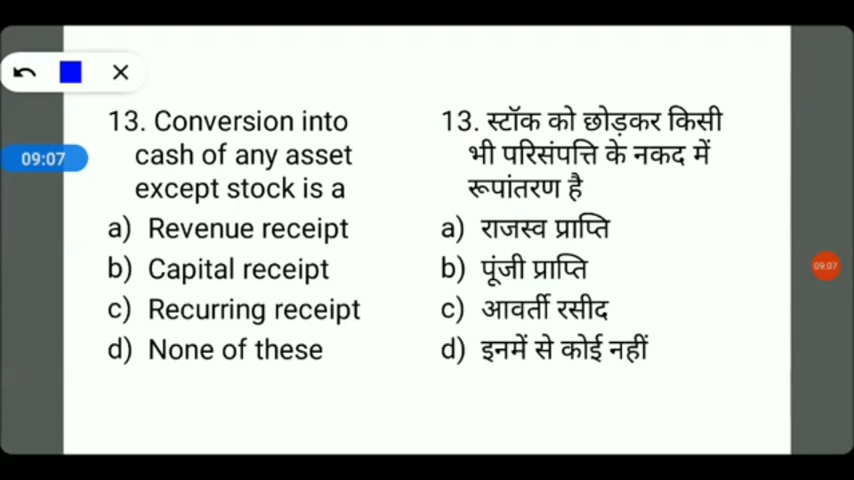 13. Conversion into
cash of any asset
except stock is a
a) Revenue receipt
b) Capital receipt
c) Recurring receipt
d) None of these
13. स्टॉक को छोड़कर किसी
भी परिसंपत्ति के नकद में
रूपांतरण है
a) राजस्व प्राप्ति
b) पूंजी प्राप्ति
c) आवर्ती रसीद
d) इनमें से कोई नहीं
09:07
09:07